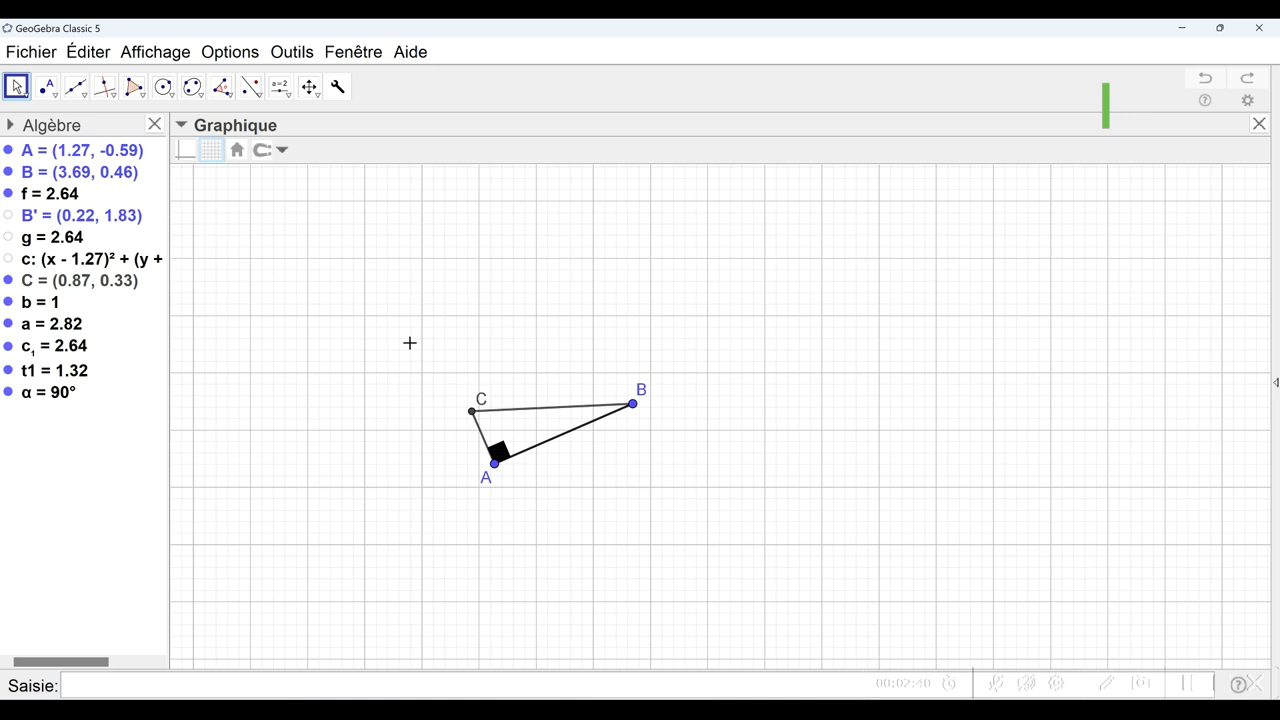 GeoGebra Classic 5
Fichier Éditer Affichage Options Outils Fenêtre Aide
A
a=2
Algèbre
Graphique
A = (1.27, -0.59)
B = (3.69, 0.46)
f = 2.64
B' = (0.22, 1.83)
g = 2.64
c: (x - 1.27)² + (y +
C = (0.87, 0.33)
b = 1
a = 2.82
c₁ = 2.64
t1 = 1.32
α = 90°
C
B
A
Saisie:
00:02:40